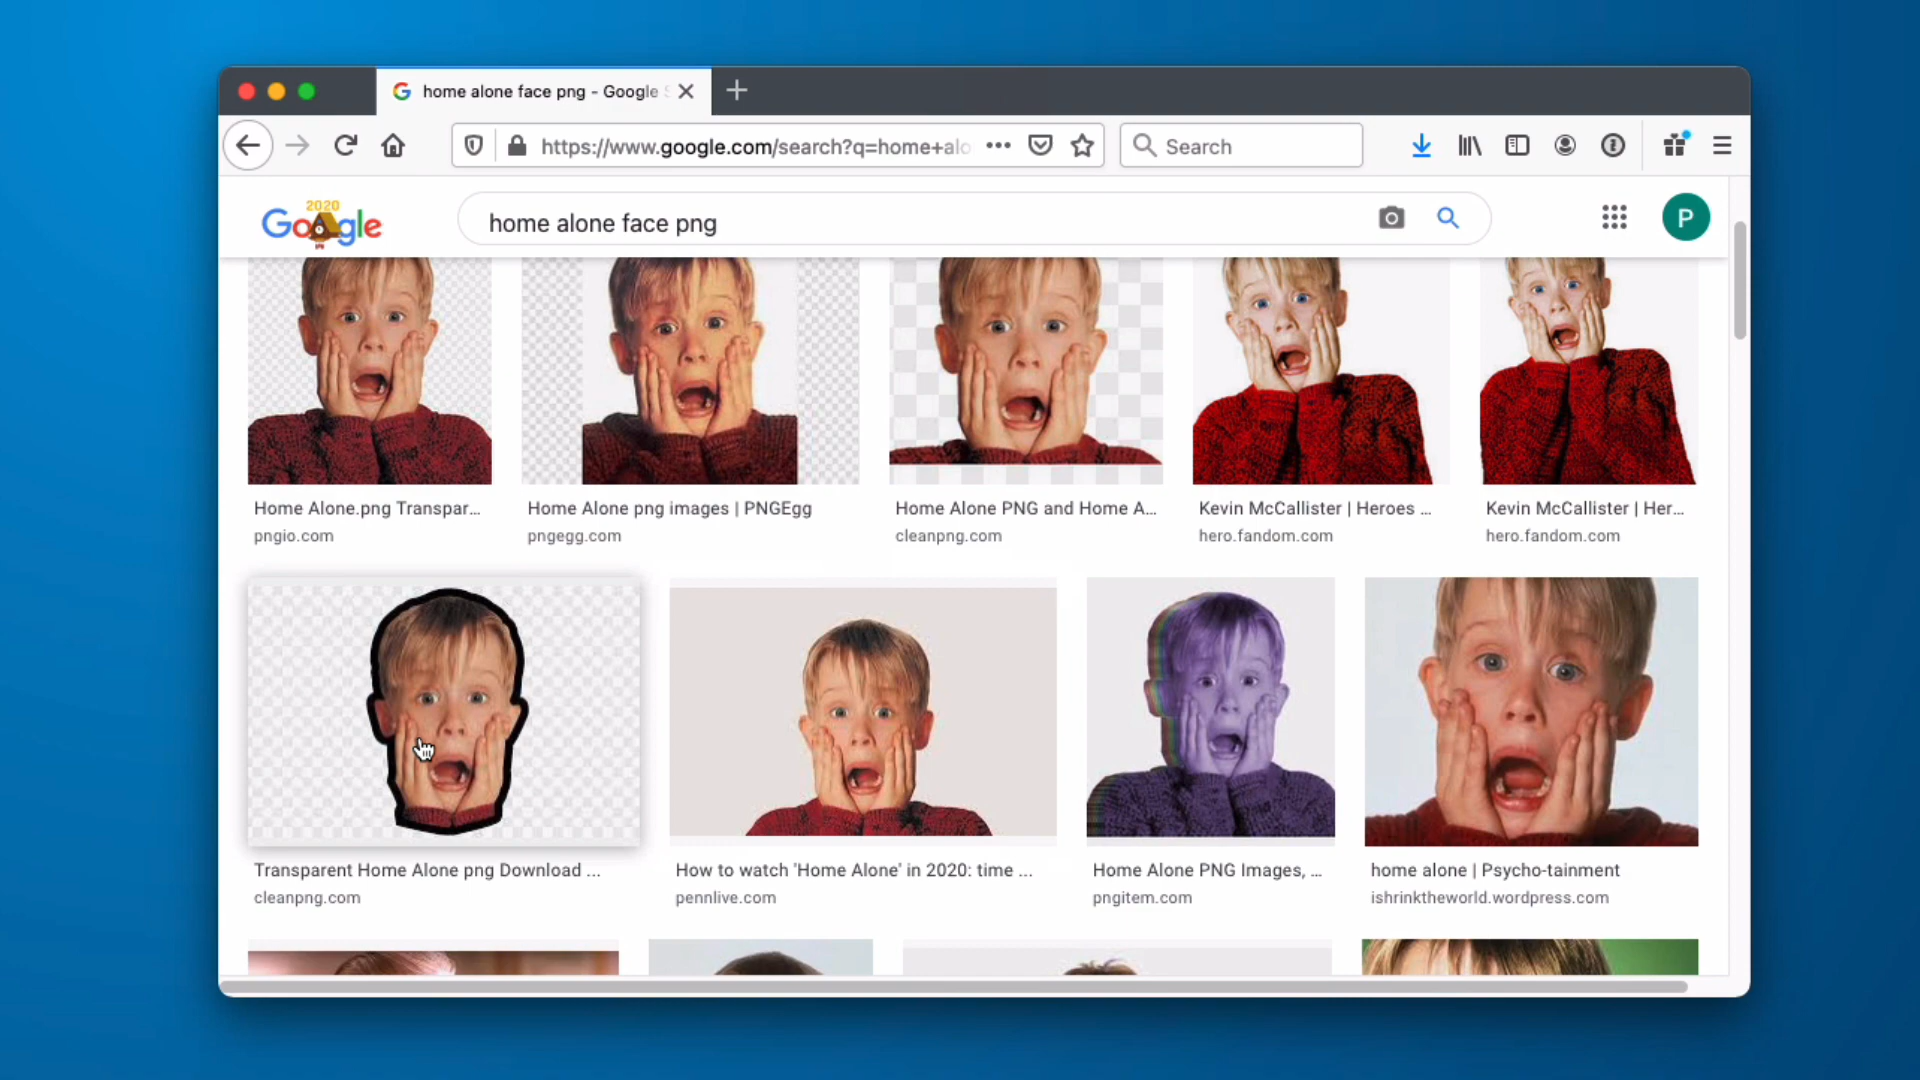 home alone face png - Google S
https://www.google.com/search?q=home+alo
Search
2020
Google
home alone face png
P
Home Alone.png Transpar...
pngio.com
Home Alone png images | PNGEgg
pngegg.com
Home Alone PNG and Home A...
cleanpng.com
Kevin McCallister | Heroes ...
hero.fandom.com
Kevin McCallister | Her...
hero.fandom.com
Transparent Home Alone png Download ...
cleanpng.com
How to watch 'Home Alone' in 2020: time ...
pennlive.com
Home Alone PNG Images, ...
pngitem.com
home alone | Psycho-tainment
ishrinktheworld.wordpress.com